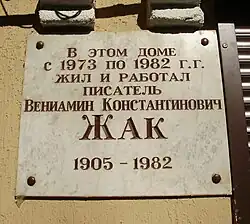 В ЭТОМ ДОМЕ
С 1973 ПО 1982 Г.Г.
ЖИЛ И РАБОТАЛ
ПИСАТЕЛЬ
ВЕНИАМИН КОНСТАНТИНОВИЧ
ЖАК
1905 - 1982